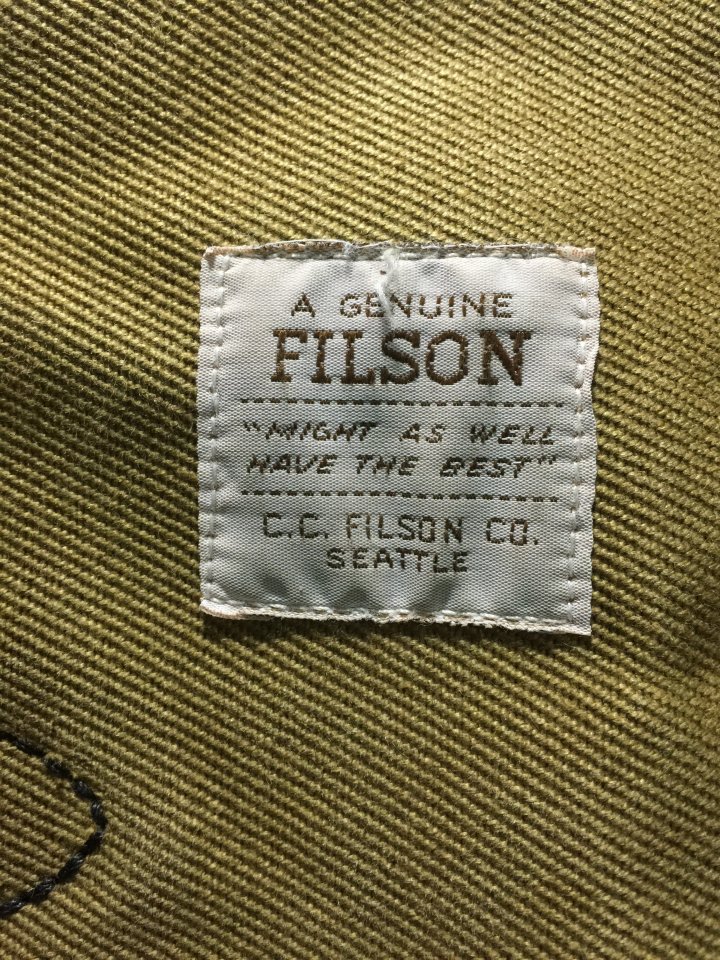 A GENUINE
FILSON
"MIGHT AS WELL
HAVE THE BEST"
C.C. FILSON CO.
SEATTLE